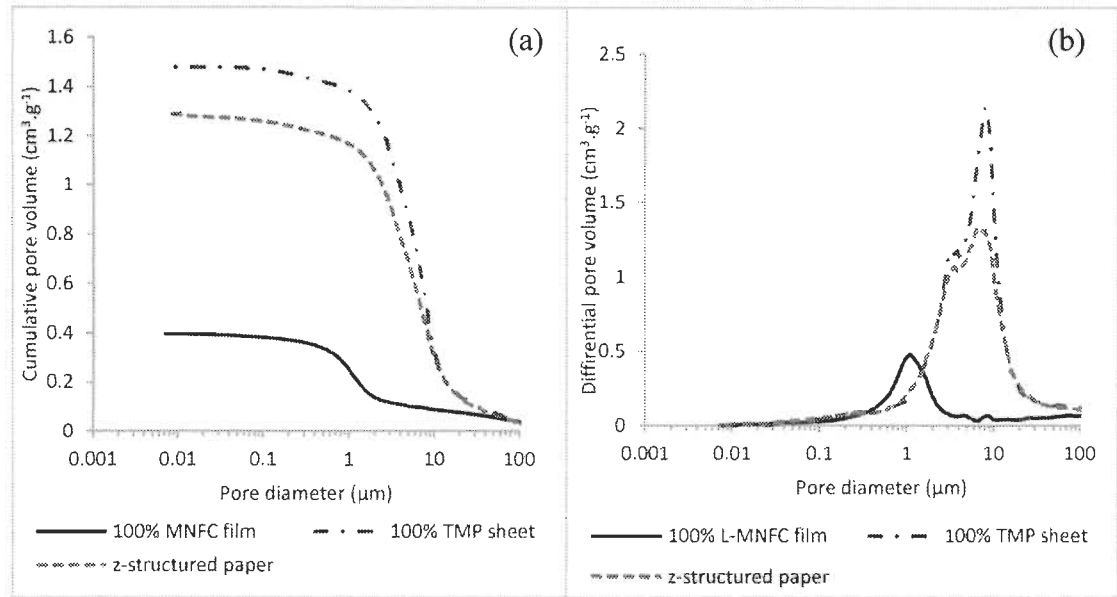 (a)
Cumulative pore volume (cm³.g⁻¹)
1.6
1.4
1.2
1
0.8
0.6
0.4
0.2
0
0.001 0.01 0.1 1 10 100
Pore diameter (µm)
100% MNFC film 100% TMP sheet
z-structured paper
(b)
Diffirential pore volume (cm³.g⁻¹)
2.5
2
1.5
1
0.5
0
0.001 0.01 0.1 1 10 100
Pore diameter (µm)
100% L-MNFC film 100% TMP sheet
z-structured paper